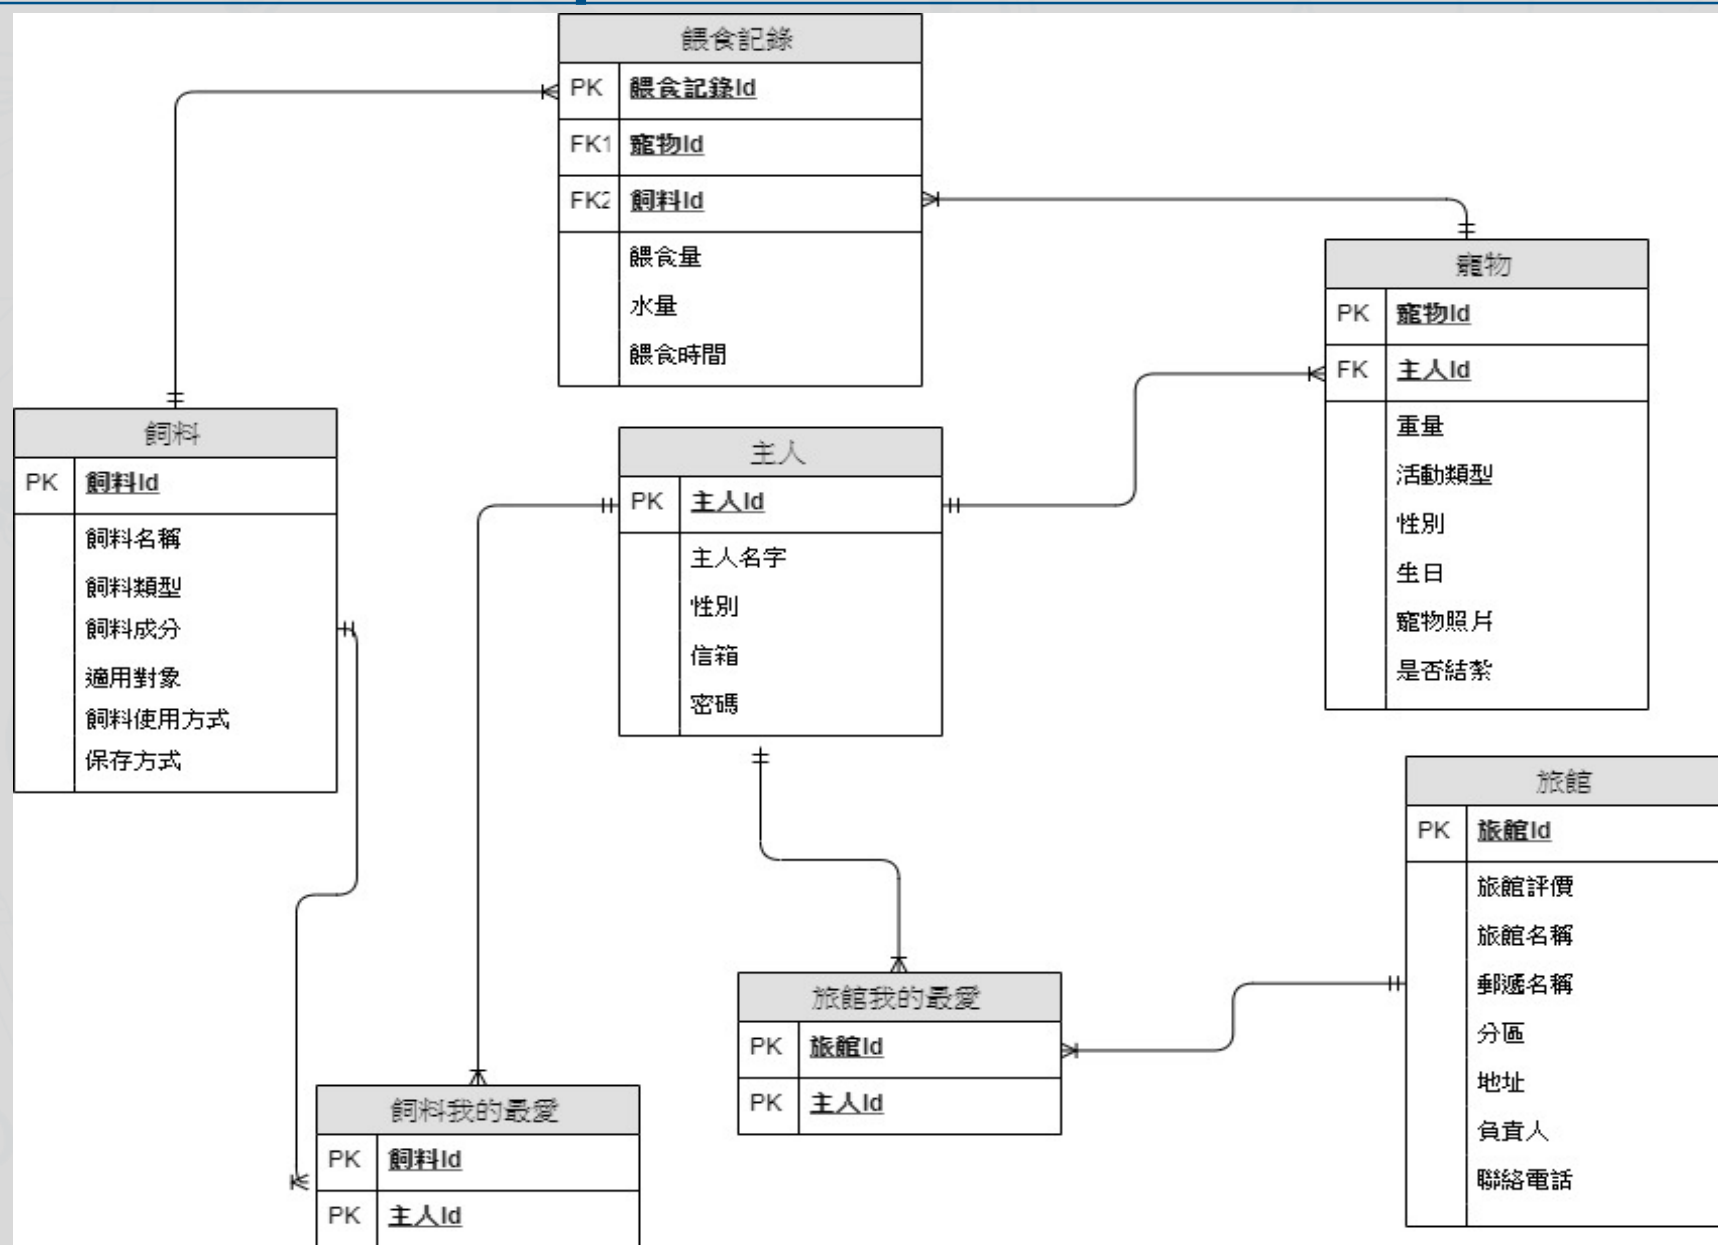 餵食記錄
PK 餵食記錄Id
FK1 寵物Id
FK2 飼料Id
餵食量
水量
餵食時間
寵物
PK 寵物Id
FK 主人Id
重量
活動類型
性別
生日
寵物照片
是否結紮
飼料
PK 飼料Id
飼料名稱
飼料類型
飼料成分
適用對象
飼料使用方式
保存方式
主人
PK 主人Id
主人名字
性別
信箱
密碼
旅館
PK 旅館Id
旅館評價
旅館名稱
郵遞名稱
分區
地址
負責人
聯絡電話
旅館我的最愛
PK 旅館Id
PK 主人Id
飼料我的最愛
PK 飼料Id
PK 主人Id